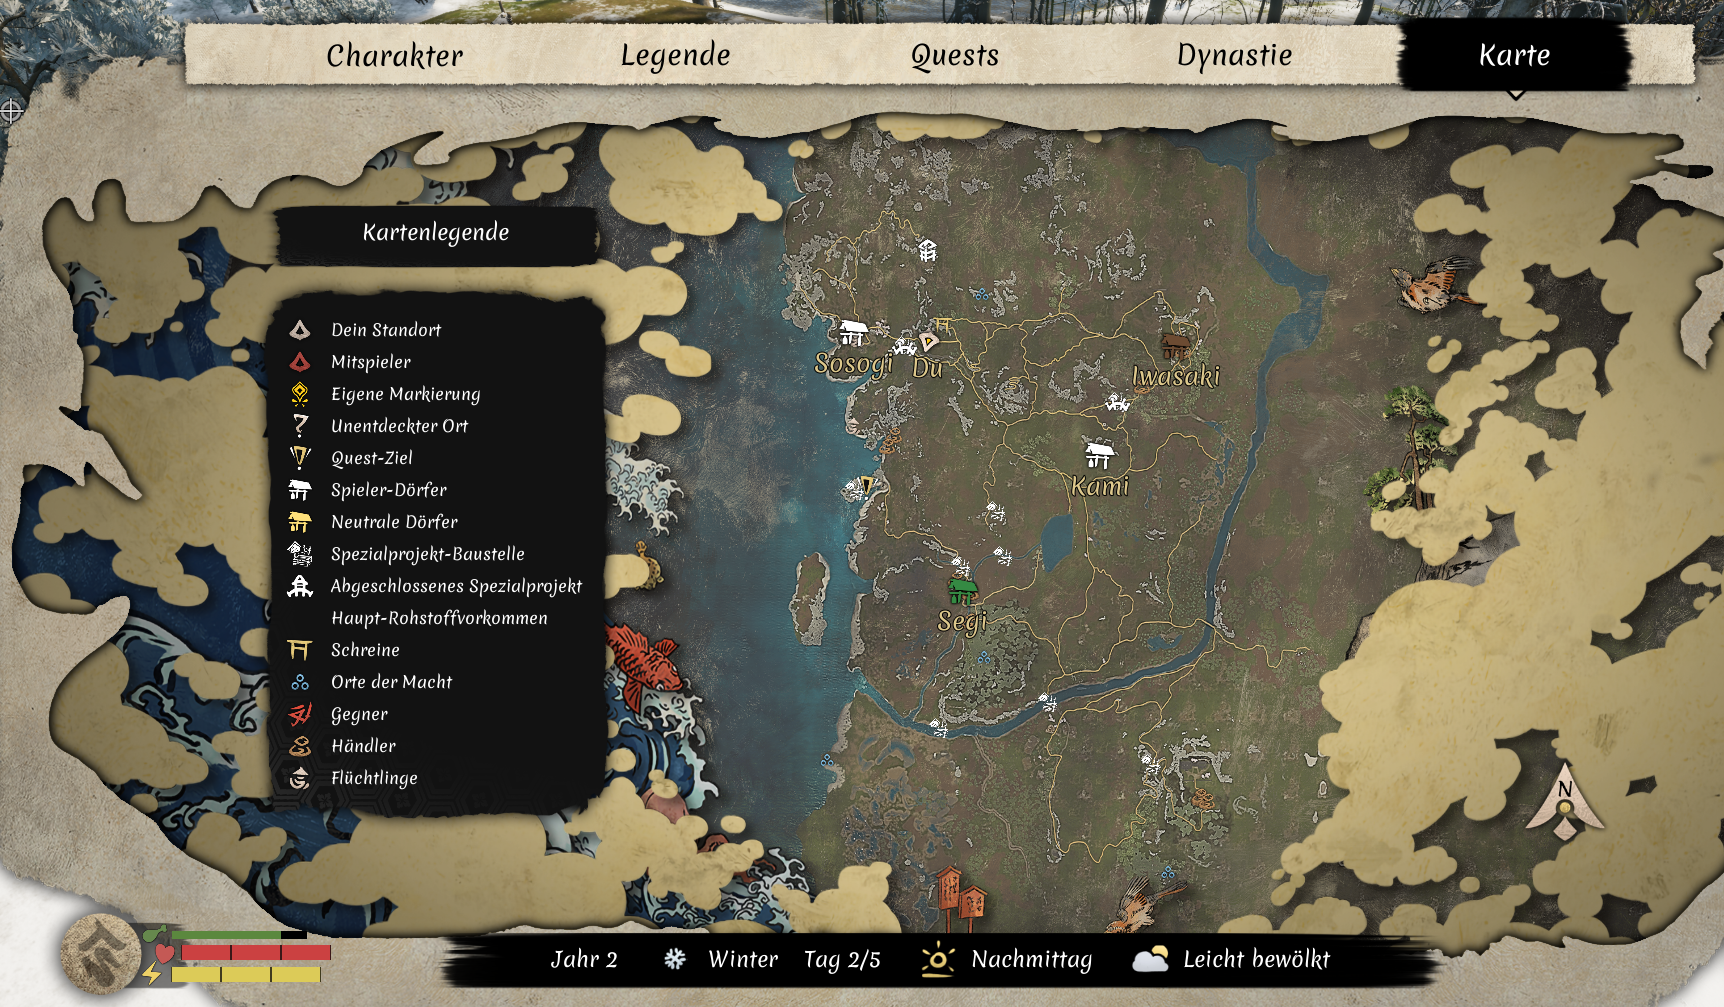 Charakter
Legende
Quests
Dynastie
Karte
Kartenlegende
Dein Standort
Mitspieler
Eigene Markierung
Unentdeckter Ort
Quest-Ziel
Spieler-Dörfer
Neutrale Dörfer
Spezialprojekt-Baustelle
Abgeschlossenes Spezialprojekt
Haupt-Rohstoffvorkommen
Schreine
Orte der Macht
Gegner
Händler
Flüchtlinge
Sosogi
Du
Iwasaki
Kami
Segi
N
Jahr 2 Winter Tag 2/5 Nachmittag Leicht bewölkt